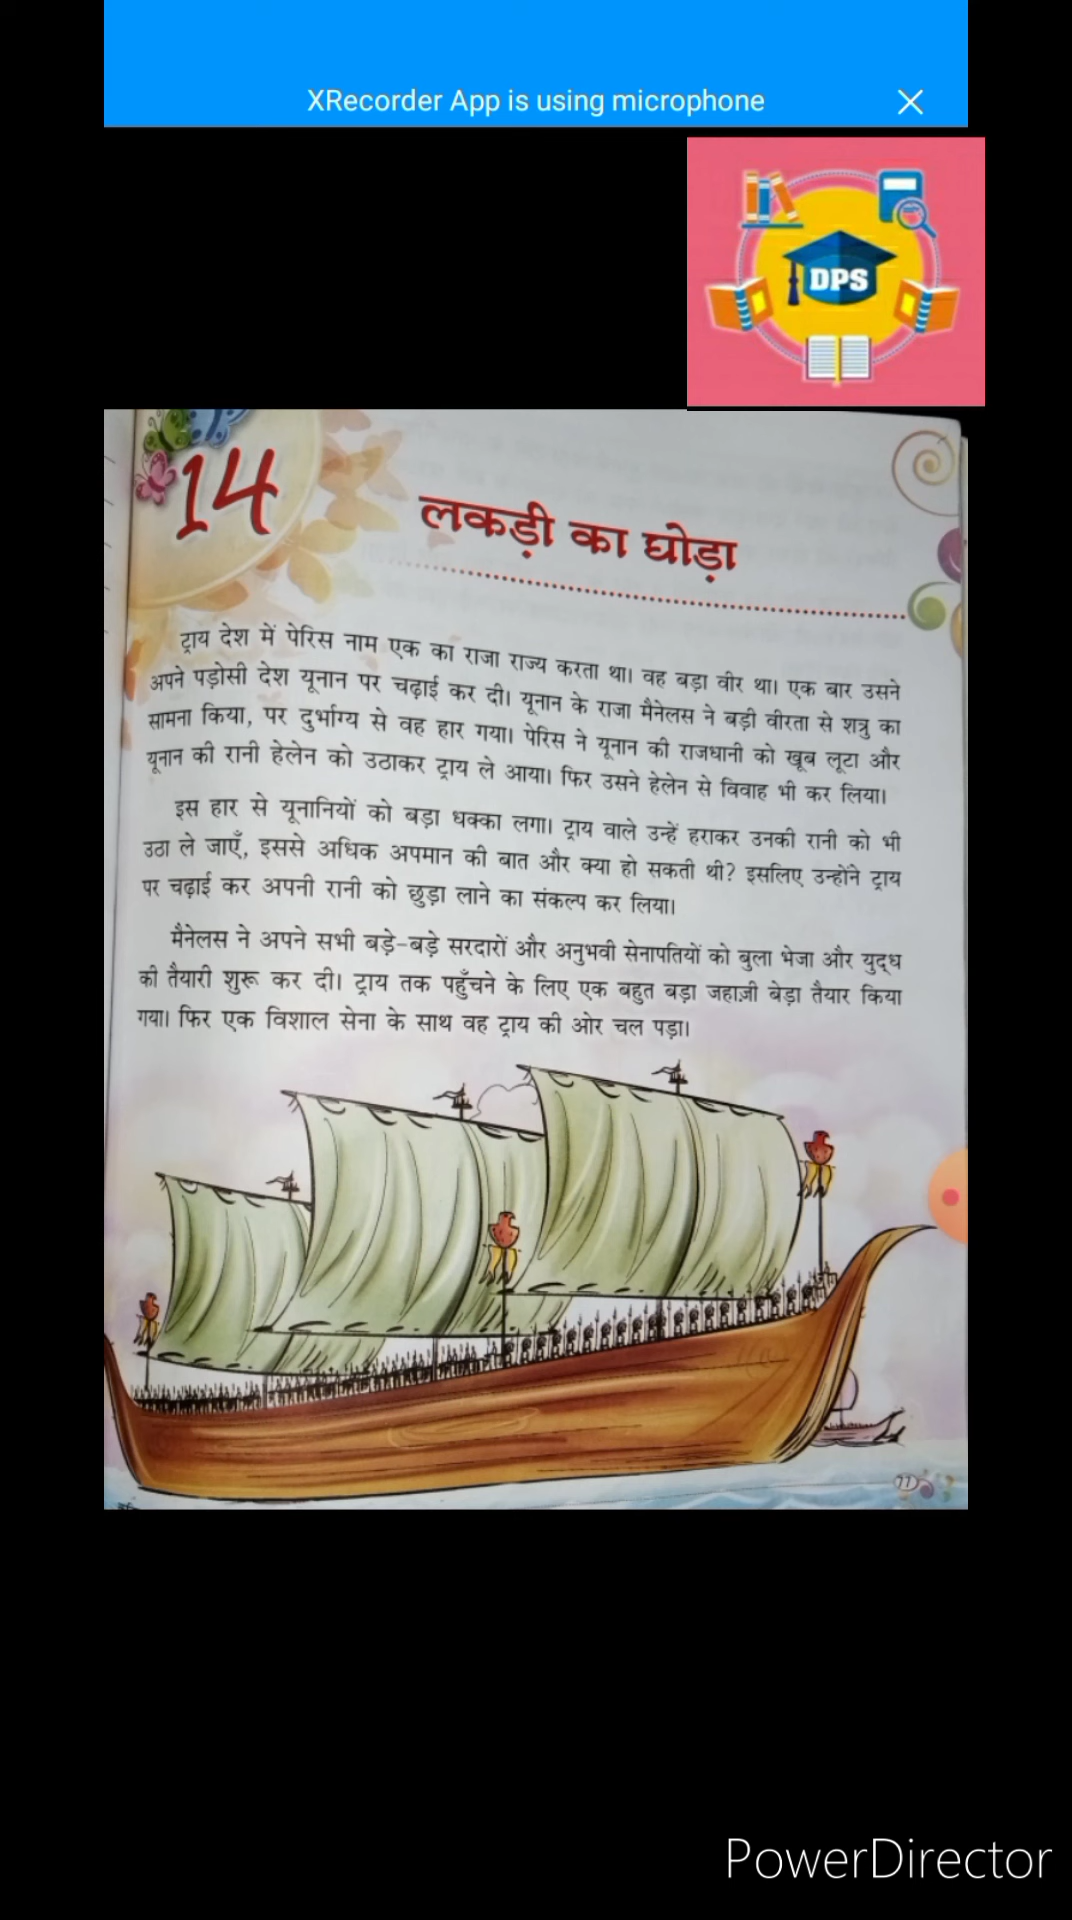 XRecorder App is using microphone
DPS
14
लकड़ी का घोड़ा
ट्राय देश में पेरिस नाम एक का राजा राज्य करता था। वह बड़ा वीर था। एक बार उसने
अपने पड़ोसी देश यूनान पर चढ़ाई कर दी। यूनान के राजा मैनेलस ने बड़ी वीरता से शत्रु का
सामना किया, पर दुर्भाग्य से वह हार गया। पेरिस ने यूनान की राजधानी को खूब लूटा और
यूनान की रानी हेलेन को उठाकर ट्राय ले आया। फिर उसने हेलेन से विवाह भी कर लिया।
इस हार से यूनानियों को बड़ा धक्का लगा। ट्राय वाले उन्हें हराकर उनकी रानी को भी
उठा ले जाएँ, इससे अधिक अपमान की बात और क्या हो सकती थी? इसलिए उन्होंने ट्राय
पर चढ़ाई कर अपनी रानी को छुड़ा लाने का संकल्प कर लिया।
मैनेलस ने अपने सभी बड़े-बड़े सरदारों और अनुभवी सेनापतियों को बुला भेजा और युद्ध
की तैयारी शुरू कर दी। ट्राय तक पहुँचने के लिए एक बहुत बड़ा जहाज़ी बेड़ा तैयार किया
गया। फिर एक विशाल सेना के साथ वह ट्राय की ओर चल पड़ा।
77
PowerDirector